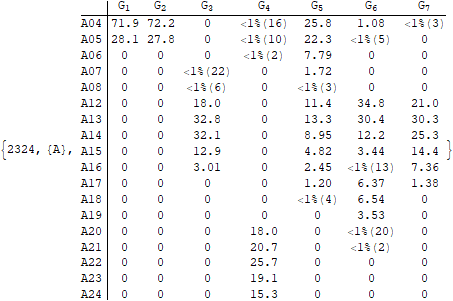 G1 G2 G3 G4 G5 G6 G7
A04 71.9 72.2 0 <1%(16) 25.8 1.08 <1%(3)
A05 28.1 27.8 0 <1%(10) 22.3 <1%(5) 0
A06 0 0 0 <1%(2) 7.79 0 0
A07 0 0 <1%(22) 0 1.72 0 0
A08 0 0 <1%(6) 0 <1%(3) 0 0
A12 0 0 18.0 0 11.4 34.8 21.0
A13 0 0 32.8 0 13.3 30.4 30.3
A14 0 0 32.1 0 8.95 12.2 25.3
{2324, {A}, A15 0 0 12.9 0 4.82 3.44 14.4 }
A16 0 0 3.01 0 2.45 <1%(13) 7.36
A17 0 0 0 0 1.20 6.37 1.38
A18 0 0 0 0 <1%(4) 6.54 0
A19 0 0 0 0 0 3.53 0
A20 0 0 0 18.0 0 <1%(20) 0
A21 0 0 0 20.7 0 <1%(2) 0
A22 0 0 0 25.7 0 0 0
A23 0 0 0 19.1 0 0 0
A24 0 0 0 15.3 0 0 0